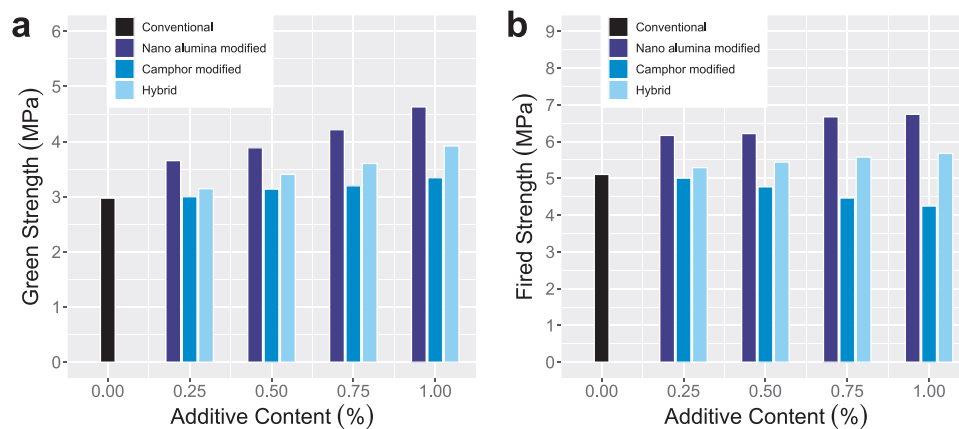 a
Conventional
Nano alumina modified
Camphor modified
Hybrid
Green Strength (MPa)
6
5
4
3
2
1
0
0.00 0.25 0.50 0.75 1.00
Additive Content (%)
b
Conventional
Nano alumina modified
Camphor modified
Hybrid
Fired Strength (MPa)
9
8
7
6
5
4
3
2
1
0
0.00 0.25 0.50 0.75 1.00
Additive Content (%)